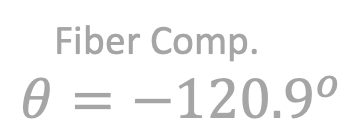 Fiber Comp.
θ = −120.9º